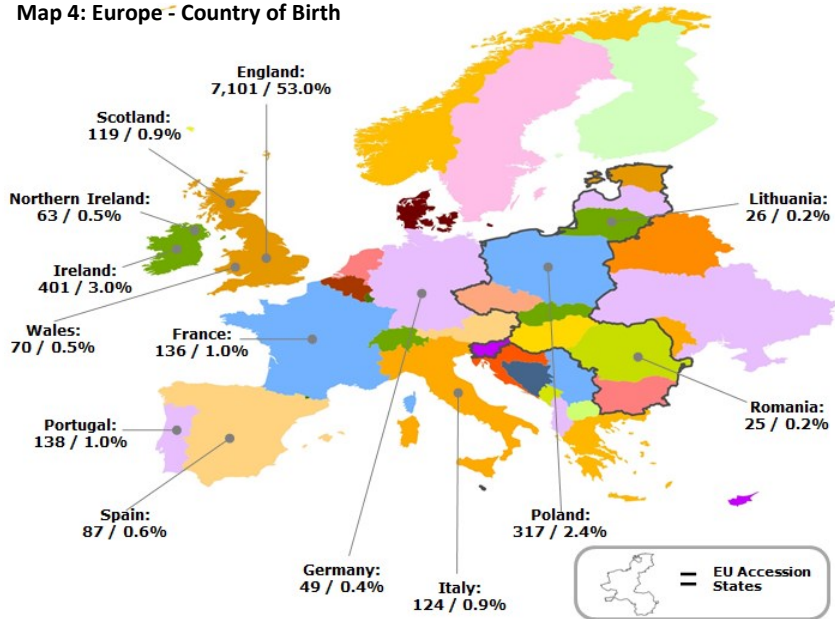 Map 4: Europe - Country of Birth
England:
7,101 / 53.0%
Scotland:
119 / 0.9%
Northern Ireland:
63 / 0.5%
Ireland:
401 / 3.0%
Wales:
70 / 0.5%
France:
136 / 1.0%
Portugal:
138 / 1.0%
Spain:
87 / 0.6%
Germany:
49 / 0.4%
Italy:
124 / 0.9%
Poland:
317 / 2.4%
Lithuania:
26 / 0.2%
Romania:
25 / 0.2%
= EU Accession
States